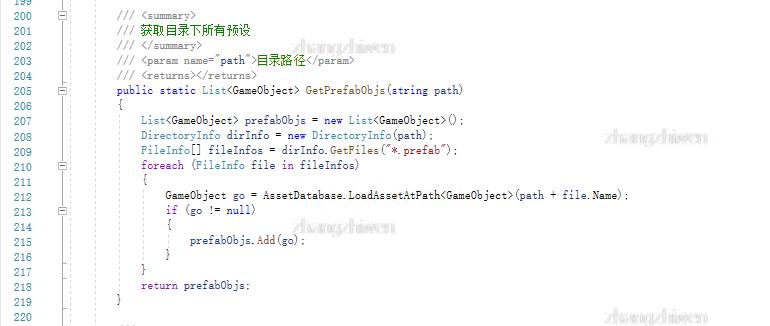 199
200 /// <summary>
201 /// 获取目录下所有预设
202 /// </summary>
203 /// <param name="path">目录路径</param>
204 /// <returns></returns>
205 public static List<GameObject> GetPrefabObjs(string path)
206 {
207 List<GameObject> prefabObjs = new List<GameObject>();
208 DirectoryInfo dirInfo = new DirectoryInfo(path);
209 FileInfo[] fileInfos = dirInfo.GetFiles("*.prefab");
210 foreach (FileInfo file in fileInfos)
211 {
212 GameObject go = AssetDatabase.LoadAssetAtPath<GameObject>(path + file.Name);
213 if (go != null)
214 {
215 prefabObjs.Add(go);
216 }
217 }
218 return prefabObjs;
219 }
220
zhangzhiwen
zhangzhiwen
zhangzhiwen
zhangzhiwen